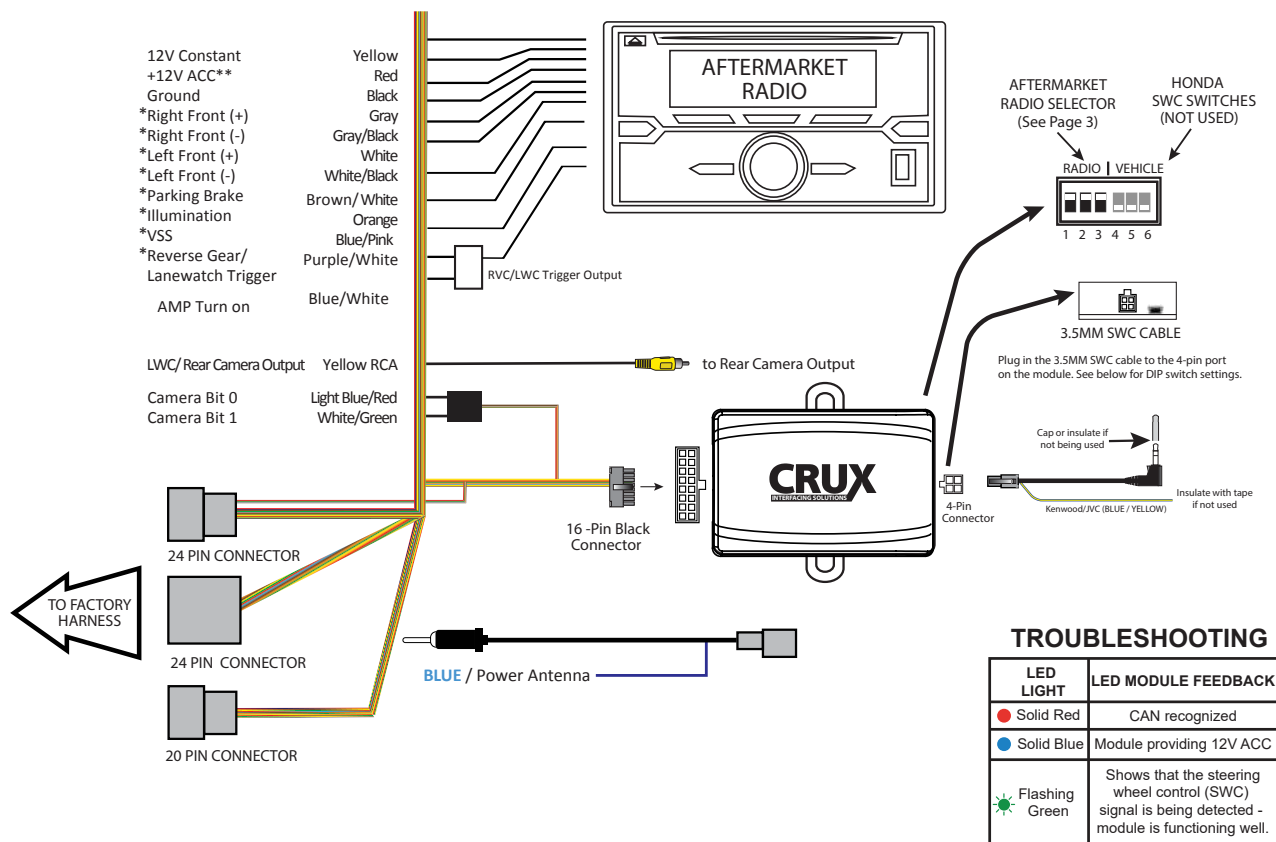 12V Constant Yellow
+12V ACC** Red
Ground Black
*Right Front (+) Gray
*Right Front (-) Gray/Black
*Left Front (+) White
*Left Front (-) White/Black
*Parking Brake Brown/White
*Illumination Orange
*VSS Blue/Pink
*Reverse Gear/ Purple/White
Lanewatch Trigger
RVC/LWC Trigger Output
AMP Turn on Blue/White
LWC/ Rear Camera Output Yellow RCA
to Rear Camera Output
Camera Bit 0 Light Blue/Red
Camera Bit 1 White/Green
AFTERMARKET
RADIO
AFTERMARKET
RADIO SELECTOR
(See Page 3)
HONDA
SWC SWITCHES
(NOT USED)
RADIO | VEHICLE
1 2 3 4 5 6
3.5MM SWC CABLE
Plug in the 3.5MM SWC cable to the 4-pin port
on the module. See below for DIP switch settings.
Cap or insulate if
not being used
CRUX
INTERFACING SOLUTIONS
4-Pin
Connector
Kenwood/JVC (BLUE / YELLOW)
Insulate with tape
if not used
16 -Pin Black
Connector
24 PIN CONNECTOR
TO FACTORY
HARNESS
24 PIN CONNECTOR
20 PIN CONNECTOR
BLUE / Power Antenna
TROUBLESHOOTING
LED
LIGHT
LED MODULE FEEDBACK
Solid Red CAN recognized
Solid Blue Module providing 12V ACC
Flashing
Green
Shows that the steering
wheel control (SWC)
signal is being detected -
module is functioning well.